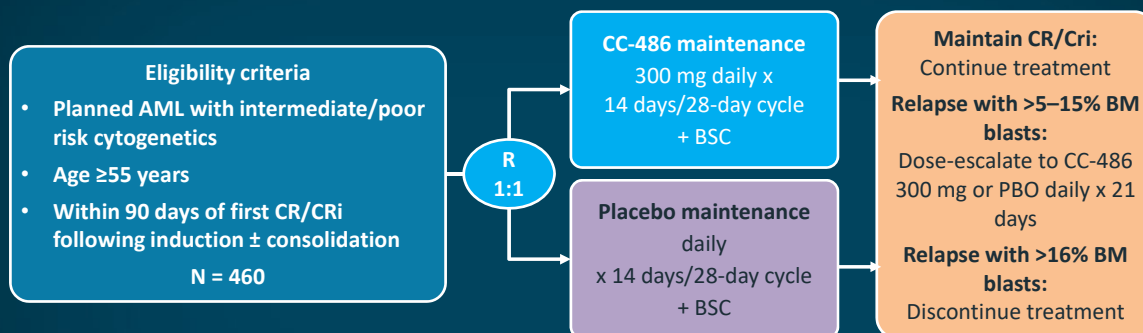 Eligibility criteria
• Planned AML with intermediate/poor
risk cytogenetics
• Age ≥55 years
• Within 90 days of first CR/CRi
following induction ± consolidation
N = 460
R
1:1
CC-486 maintenance
300 mg daily x
14 days/28-day cycle
+ BSC
Placebo maintenance
daily
x 14 days/28-day cycle
+ BSC
Maintain CR/Cri:
Continue treatment
Relapse with >5–15% BM
blasts:
Dose-escalate to CC-486
300 mg or PBO daily x 21
days
Relapse with >16% BM
blasts:
Discontinue treatment